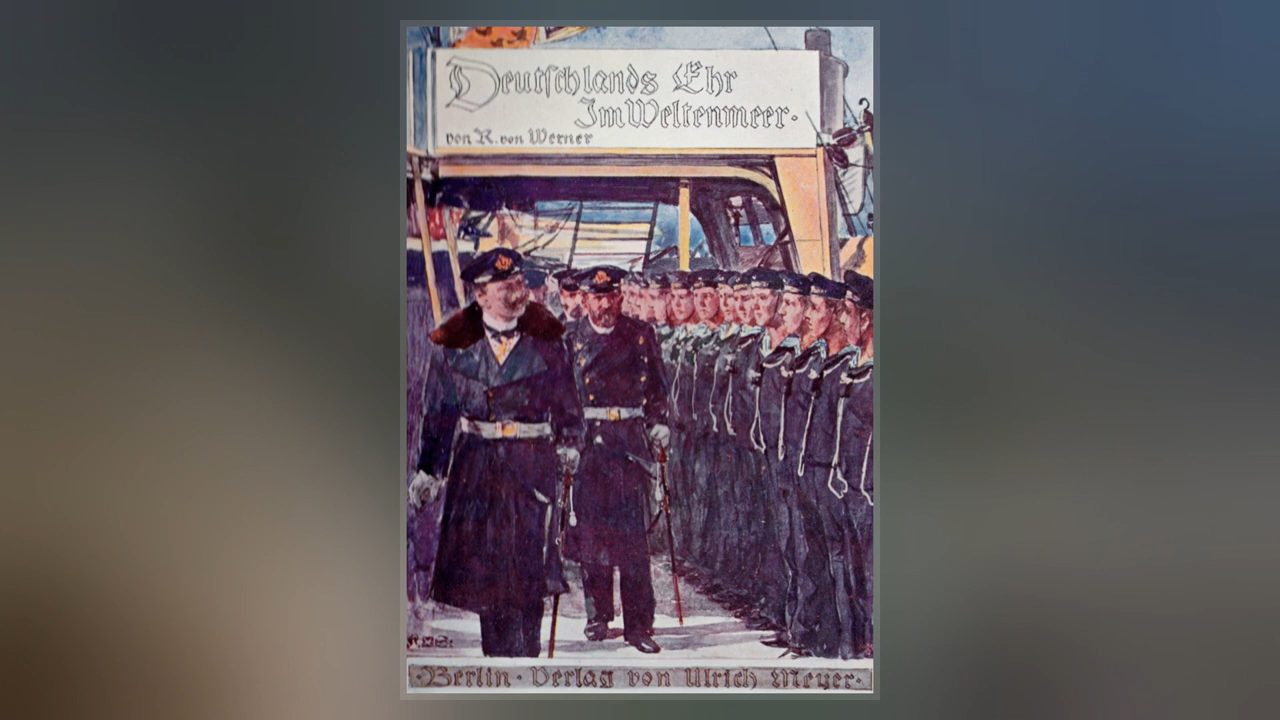 Deutschlands Ehr
Im Weltenmeer.
von R. von Werner
·Berlin·Verlag von Ulrich Meyer·